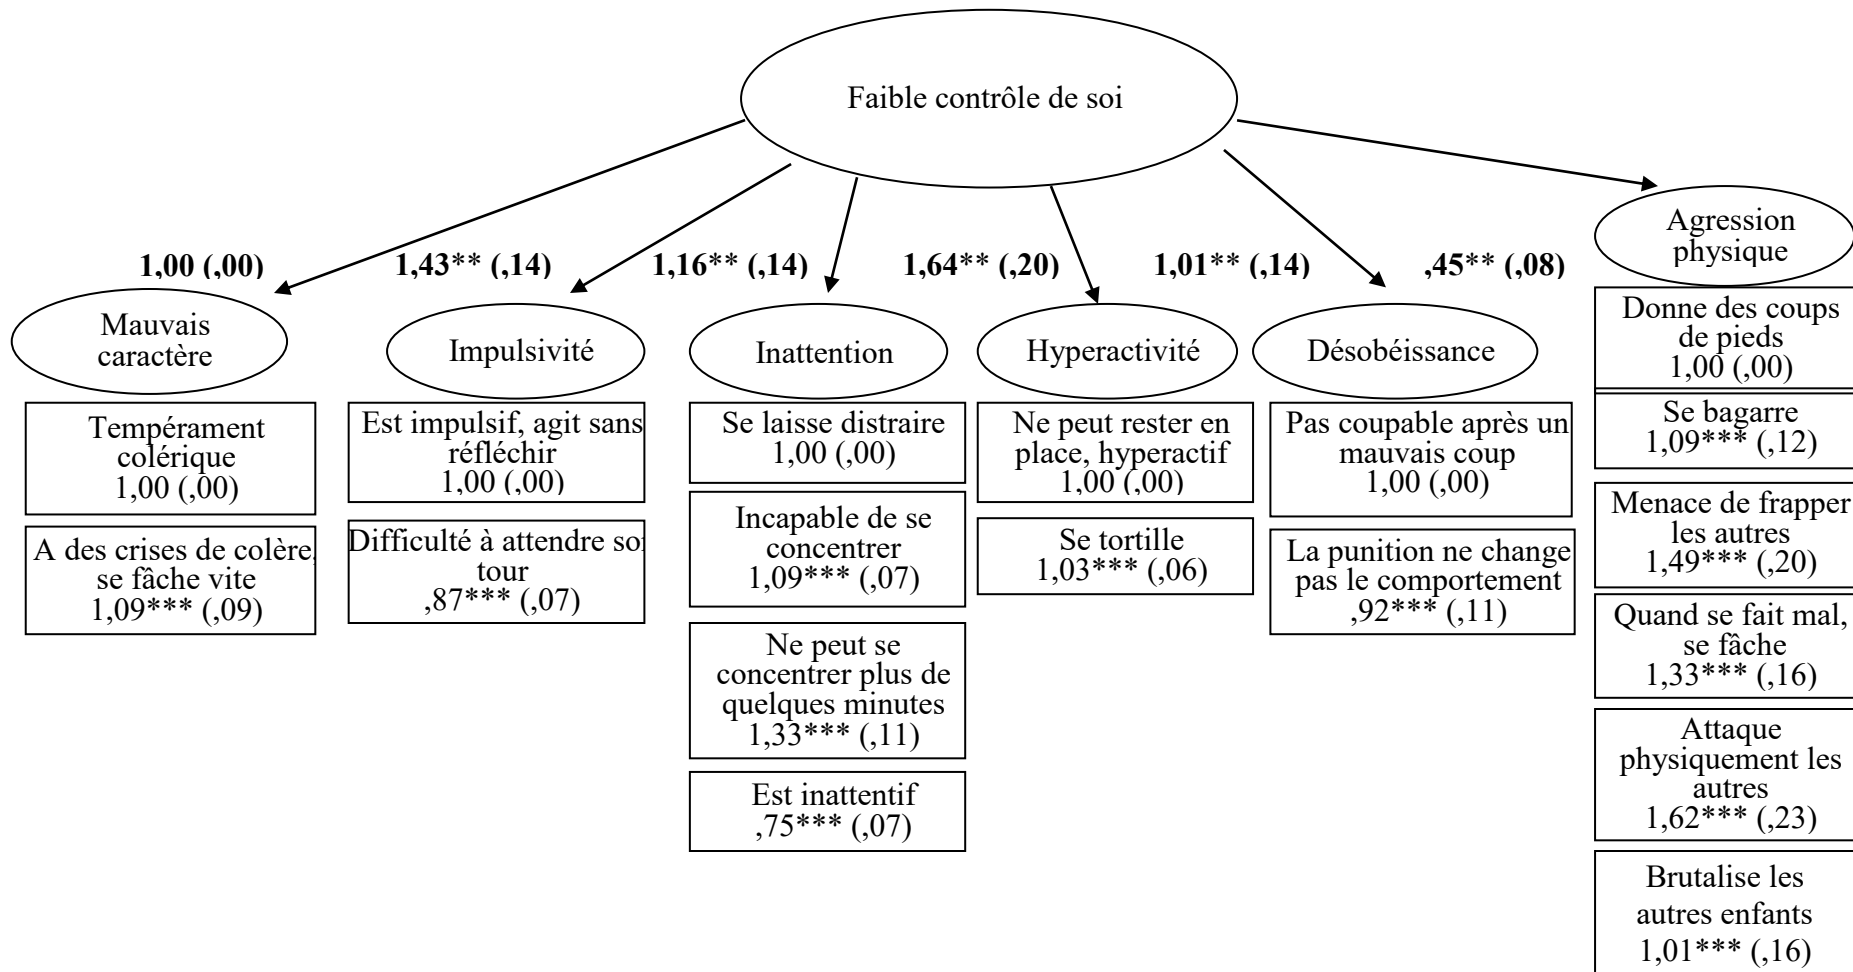 Faible contrôle de soi
1,00 (,00)
1,43** (,14)
1,16** (,14)
1,64** (,20)
1,01** (,14)
,45** (,08)
Mauvais
caractère
Tempérament
colérique
1,00 (,00)
A des crises de colère,
se fâche vite
1,09*** (,09)
Impulsivité
Est impulsif, agit sans
réfléchir
1,00 (,00)
Difficulté à attendre so
tour
,87*** (,07)
Inattention
Se laisse distraire
1,00 (,00)
Incapable de se
concentrer
1,09*** (,07)
Ne peut se
concentrer plus de
quelques minutes
1,33*** (,11)
Est inattentif
,75*** (,07)
Hyperactivité
Ne peut rester en
place, hyperactif
1,00 (,00)
Se tortille
1,03*** (,06)
Désobéissance
Pas coupable après un
mauvais coup
1,00 (,00)
La punition ne change
pas le comportement
,92*** (,11)
Agression
physique
Donne des coups
de pieds
1,00 (,00)
Se bagarre
1,09*** (,12)
Menace de frapper
les autres
1,49*** (,20)
Quand se fait mal,
se fâche
1,33*** (,16)
Attaque
physiquement les
autres
1,62*** (,23)
Brutalise les
autres enfants
1,01*** (,16)